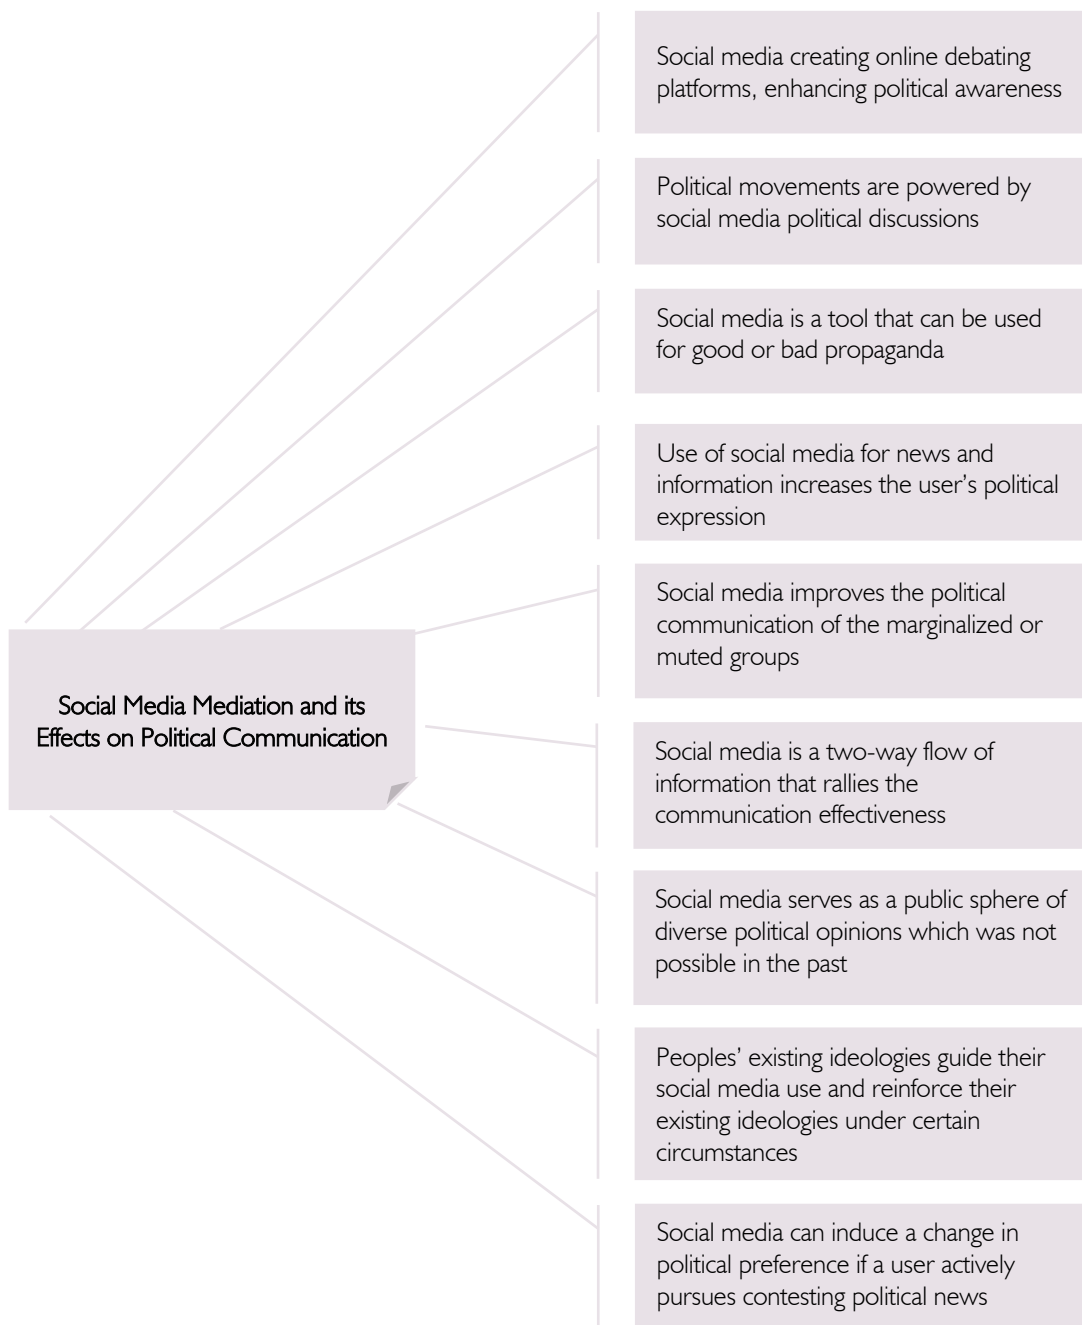 Social media creating online debating
platforms, enhancing political awareness
Political movements are powered by
social media political discussions
Social media is a tool that can be used
for good or bad propaganda
Use of social media for news and
information increases the user’s political
expression
Social media improves the political
communication of the marginalized or
muted groups
Social Media Mediation and its
Effects on Political Communication
Social media is a two-way flow of
information that rallies the
communication effectiveness
Social media serves as a public sphere of
diverse political opinions which was not
possible in the past
Peoples’ existing ideologies guide their
social media use and reinforce their
existing ideologies under certain
circumstances
Social media can induce a change in
political preference if a user actively
pursues contesting political news